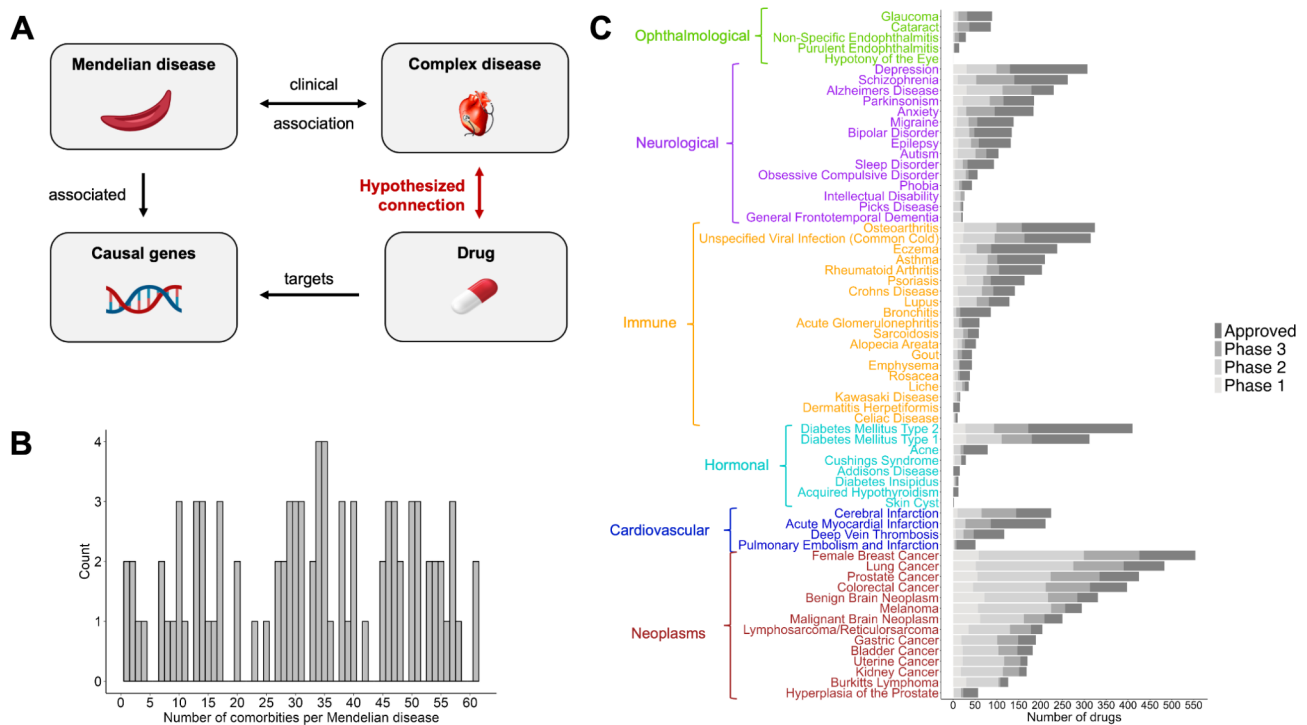 A
Mendelian disease
Complex disease
clinical
association
associated
Hypothesized
connection
Causal genes
Drug
targets
B
Count
4
3
2
1
0
0 5 10 15 20 25 30 35 40 45 50 55 60
Number of comorbities per Mendelian disease
C
Ophthalmological
Glaucoma
Cataract
Non-Specific Endophthalmitis
Purulent Endophthalmitis
Hypotony of the Eye
Neurological
Depression
Schizophrenia
Alzheimers Disease
Parkinsonism
Anxiety
Migraine
Bipolar Disorder
Epilepsy
Autism
Sleep Disorder
Obsessive Compulsive Disorder
Phobia
Intellectual Disability
Picks Disease
General Frontotemporal Dementia
Immune
Osteoarthritis
Unspecified Viral Infection (Common Cold)
Eczema
Asthma
Rheumatoid Arthritis
Psoriasis
Crohns Disease
Lupus
Bronchitis
Acute Glomerulonephritis
Sarcoidosis
Alopecia Areata
Gout
Emphysema
Rosacea
Liche
Kawasaki Disease
Dermatitis Herpetiformis
Celiac Disease
Hormonal
Diabetes Mellitus Type 2
Diabetes Mellitus Type 1
Acne
Cushings Syndrome
Addisons Disease
Diabetes Insipidus
Acquired Hypothyroidism
Skin Cyst
Cardiovascular
Cerebral Infarction
Acute Myocardial Infarction
Deep Vein Thrombosis
Pulmonary Embolism and Infarction
Neoplasms
Female Breast Cancer
Lung Cancer
Prostate Cancer
Colorectal Cancer
Benign Brain Neoplasm
Melanoma
Malignant Brain Neoplasm
Lymphosarcoma/Reticulorsarcoma
Gastric Cancer
Bladder Cancer
Uterine Cancer
Kidney Cancer
Burkitts Lymphoma
Hyperplasia of the Prostate
0 50 100 150 200 250 300 350 400 450 500 550
Number of drugs
Approved
Phase 3
Phase 2
Phase 1